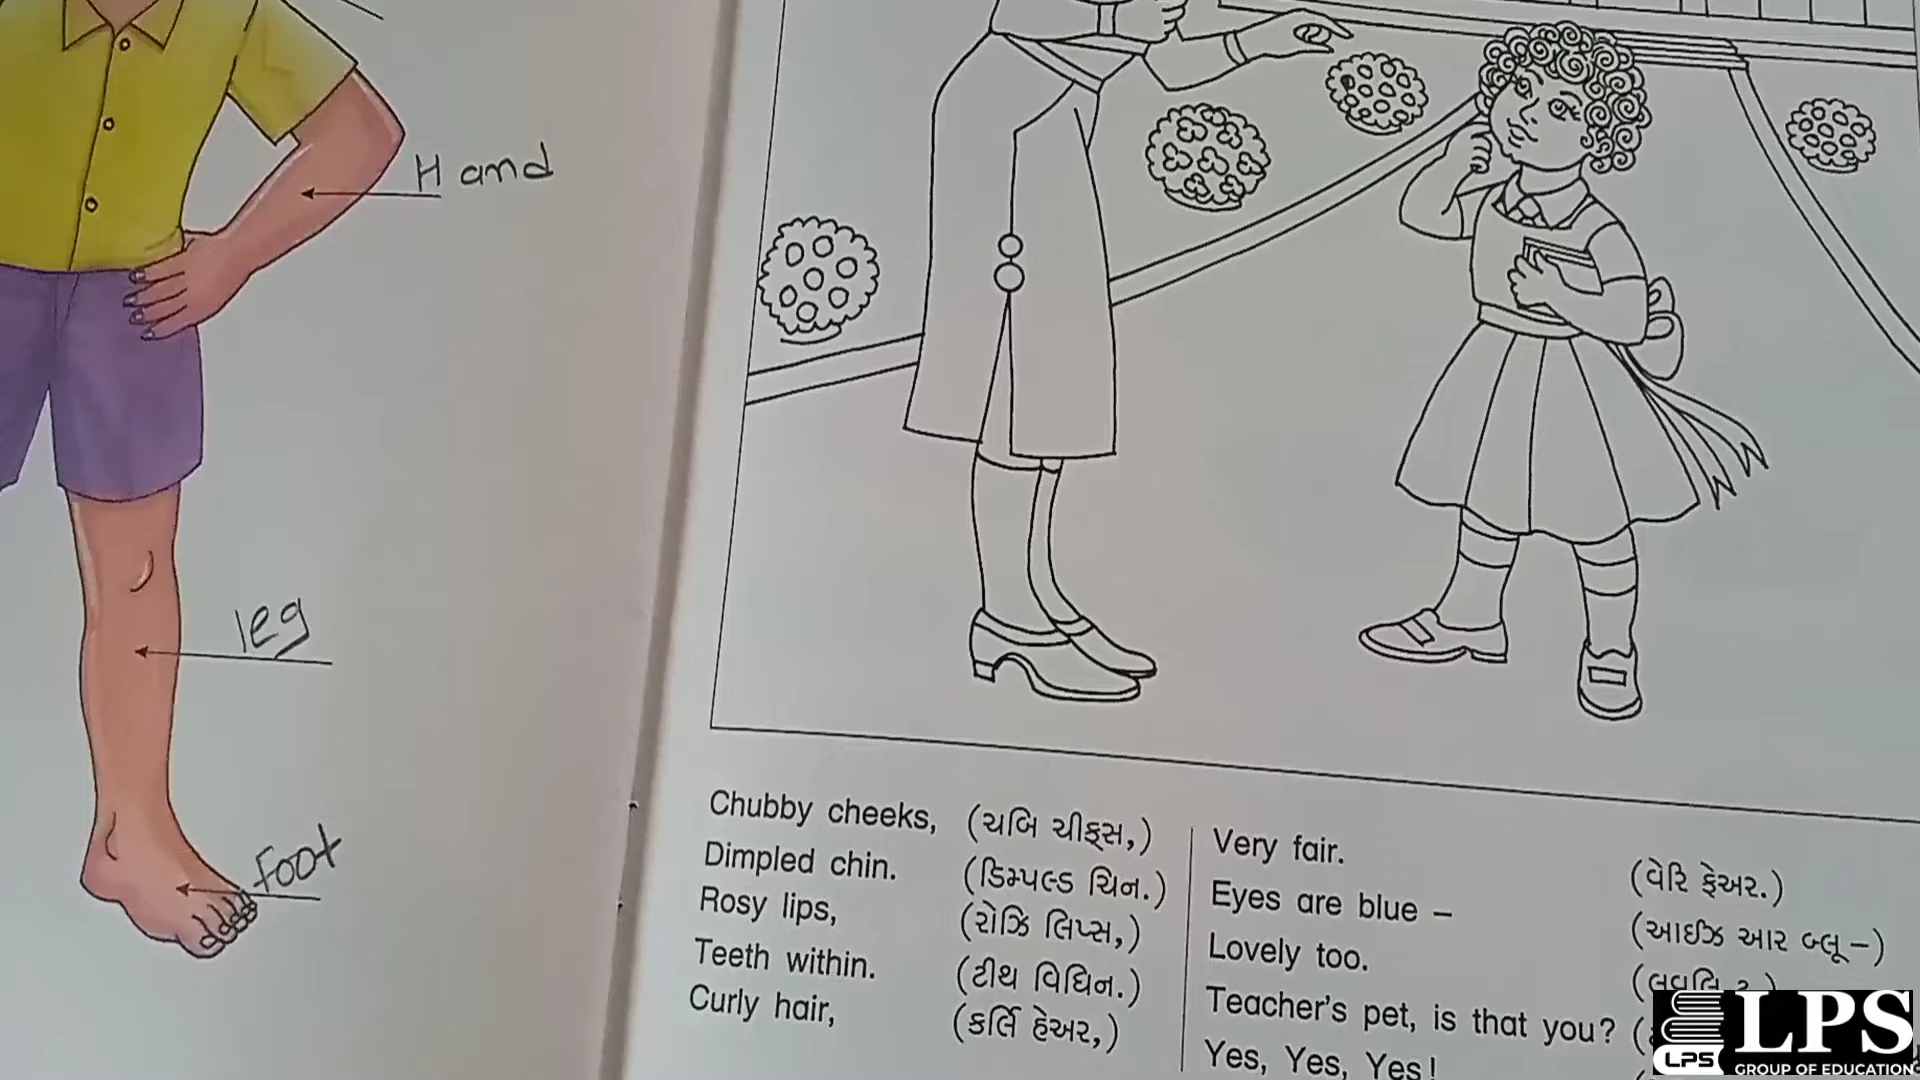 Hand
leg
Foot
Chubby cheeks, (ચબિ ચીક્સ,)
Dimpled chin. (ડિમ્પલ્ડ ચિન.)
Rosy lips, (રોઝિ લિપ્સ,)
Teeth within. (ટીથ વિધિન.)
Curly hair, (કર્લિ હેઅર,)
Very fair. (વેરિ ફેઅર.)
Eyes are blue – (આઈઝ આર બ્લૂ –)
Lovely too.
Teacher's pet, is that you?
Yes, Yes, Yes!
LPS
LPS
GROUP OF EDUCATION